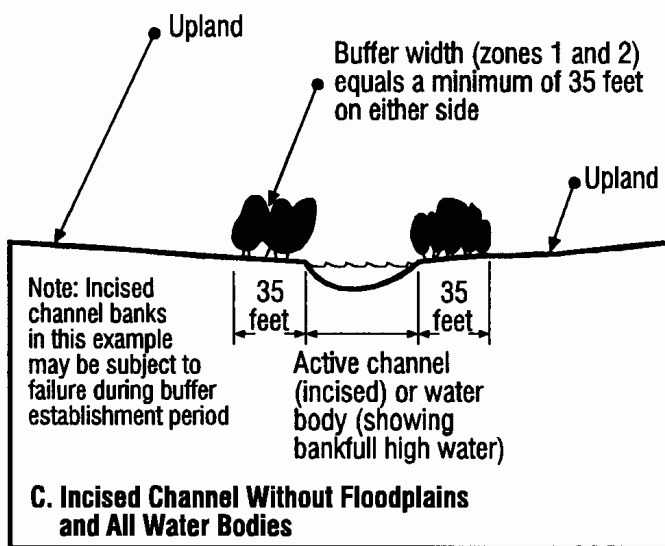 Upland
Buffer width (zones 1 and 2)
equals a minimum of 35 feet
on either side
Upland
Note: Incised
channel banks
in this example
may be subject to
failure during buffer
establishment period
35
feet
35
feet
Active channel
(incised) or water
body (showing
bankfull high water)
C. Incised Channel Without Floodplains
and All Water Bodies